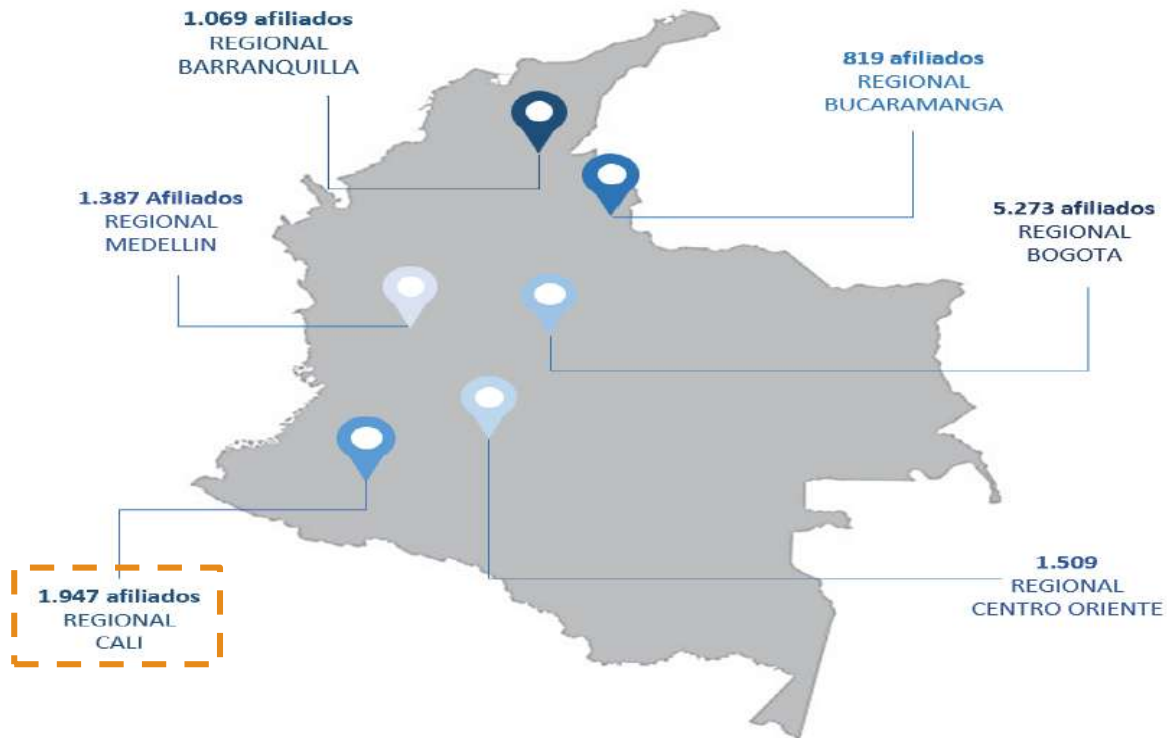 1.069 afiliados
REGIONAL
BARRANQUILLA
819 afiliados
REGIONAL
BUCARAMANGA
1.387 Afiliados
REGIONAL
MEDELLIN
5.273 afiliados
REGIONAL
BOGOTA
1.947 afiliados
REGIONAL
CALI
1.509
REGIONAL
CENTRO ORIENTE